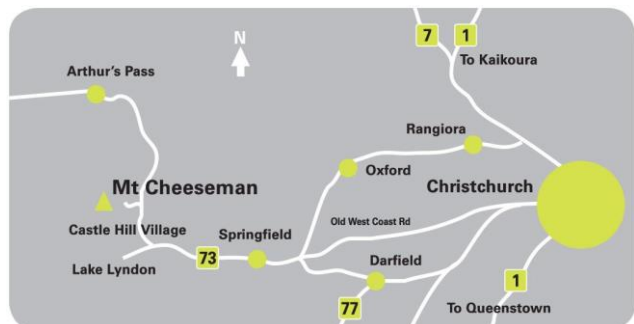 7
1
To Kaikoura
N
Arthur's Pass
Rangiora
Oxford
Mt Cheeseman
Christchurch
Old West Coast Rd
Castle Hill Village
Springfield
73
Lake Lyndon
Darfield
1
77
To Queenstown